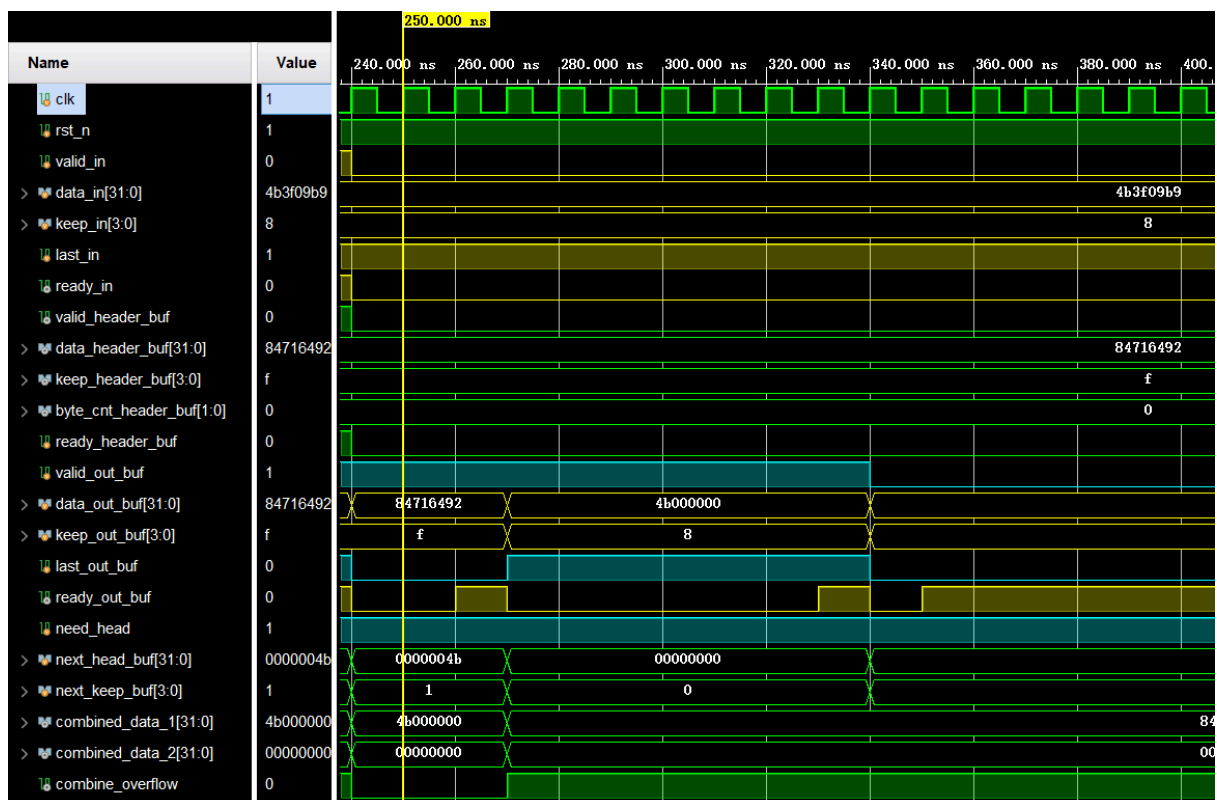 250.000 ns
Name Value 240.000 ns 260.000 ns 280.000 ns 300.000 ns 320.000 ns 340.000 ns 360.000 ns 380.000 ns 400.
clk 1
rst_n 1
valid_in 0
data_in[31:0] 4b3f09b9 4b3f09b9
keep_in[3:0] 8 8
last_in 1
ready_in 0
valid_header_buf 0
data_header_buf[31:0] 84716492 84716492
keep_header_buf[3:0] f f
byte_cnt_header_buf[1:0] 0 0
ready_header_buf 0
valid_out_buf 1
data_out_buf[31:0] 84716492 84716492 4b000000
keep_out_buf[3:0] f f 8
last_out_buf 0
ready_out_buf 0
need_head 1
next_head_buf[31:0] 0000004b 0000004b 00000000
next_keep_buf[3:0] 1 1 0
combined_data_1[31:0] 4b000000 4b000000 84
combined_data_2[31:0] 00000000 00000000 00
combine_overflow 0